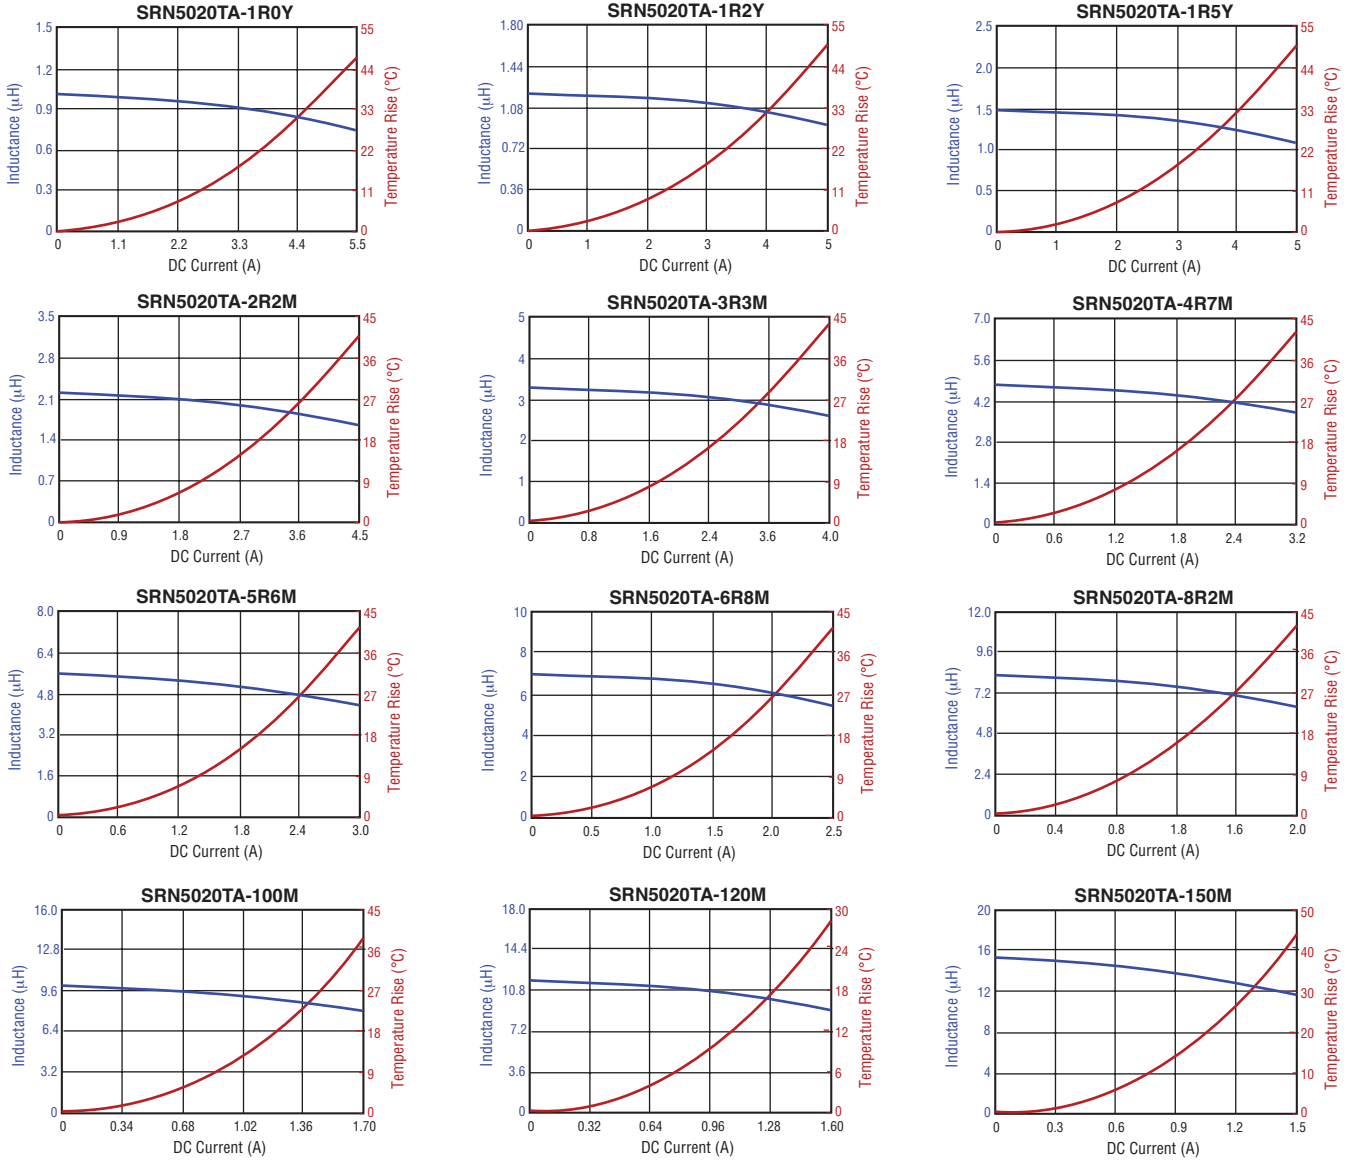 SRN5020TA-1R0Y
1.5
1.2
0.9
0.6
0.3
0
Inductance (µH)
55
44
33
22
11
0
Temperature Rise (°C)
0 1.1 2.2 3.3 4.4 5.5
DC Current (A)
SRN5020TA-1R2Y
1.80
1.44
1.08
0.72
0.36
0
Inductance (µH)
55
44
33
22
11
0
Temperature Rise (°C)
0 1 2 3 4 5
DC Current (A)
SRN5020TA-1R5Y
2.5
2.0
1.5
1.0
0.5
0
Inductance (µH)
55
44
33
22
11
0
Temperature Rise (°C)
0 1 2 3 4 5
DC Current (A)
SRN5020TA-2R2M
3.5
2.8
2.1
1.4
0.7
0
Inductance (µH)
45
36
27
18
9
0
Temperature Rise (°C)
0 0.9 1.8 2.7 3.6 4.5
DC Current (A)
SRN5020TA-3R3M
5
4
3
2
1
0
Inductance (µH)
45
36
27
18
9
0
Temperature Rise (°C)
0 0.8 1.6 2.4 3.6 4.0
DC Current (A)
SRN5020TA-4R7M
7.0
5.6
4.2
2.8
1.4
0
Inductance (µH)
45
36
27
18
9
0
Temperature Rise (°C)
0 0.6 1.2 1.8 2.4 3.2
DC Current (A)
SRN5020TA-5R6M
8.0
6.4
4.8
3.2
1.6
0
Inductance (µH)
45
36
27
18
9
0
Temperature Rise (°C)
0 0.6 1.2 1.8 2.4 3.0
DC Current (A)
SRN5020TA-6R8M
10
8
6
4
2
0
Inductance (µH)
45
36
27
18
9
0
Temperature Rise (°C)
0 0.5 1.0 1.5 2.0 2.5
DC Current (A)
SRN5020TA-8R2M
12.0
9.6
7.2
4.8
2.4
0
Inductance (µH)
45
36
27
18
9
0
Temperature Rise (°C)
0 0.4 0.8 1.8 1.6 2.0
DC Current (A)
SRN5020TA-100M
16.0
12.8
9.6
6.4
3.2
0
Inductance (µH)
45
36
27
18
9
0
Temperature Rise (°C)
0 0.34 0.68 1.02 1.36 1.70
DC Current (A)
SRN5020TA-120M
18.0
14.4
10.8
7.2
3.6
0
Inductance (µH)
30
24
18
12
6
0
Temperature Rise (°C)
0 0.32 0.64 0.96 1.28 1.60
DC Current (A)
SRN5020TA-150M
20
16
12
8
4
0
Inductance (µH)
50
40
30
20
10
0
Temperature Rise (°C)
0 0.3 0.6 0.9 1.2 1.5
DC Current (A)